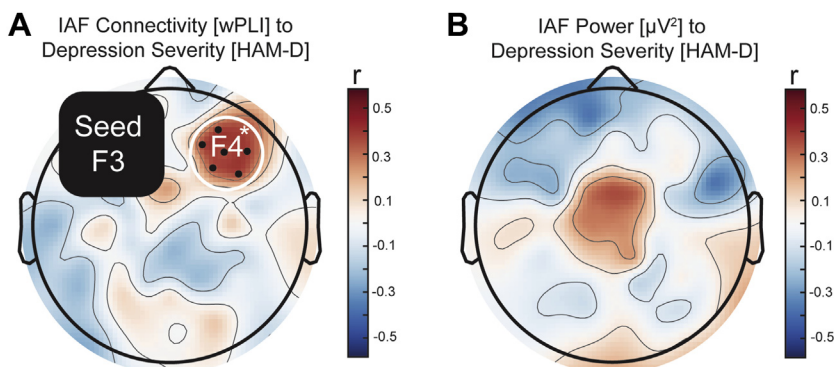 A
IAF Connectivity [wPLI] to
Depression Severity [HAM-D]
r
Seed
F3
F4*
0.5
0.3
0.1
-0.1
-0.3
-0.5
B
IAF Power [µV²] to
Depression Severity [HAM-D]
r
0.5
0.3
0.1
-0.1
-0.3
-0.5